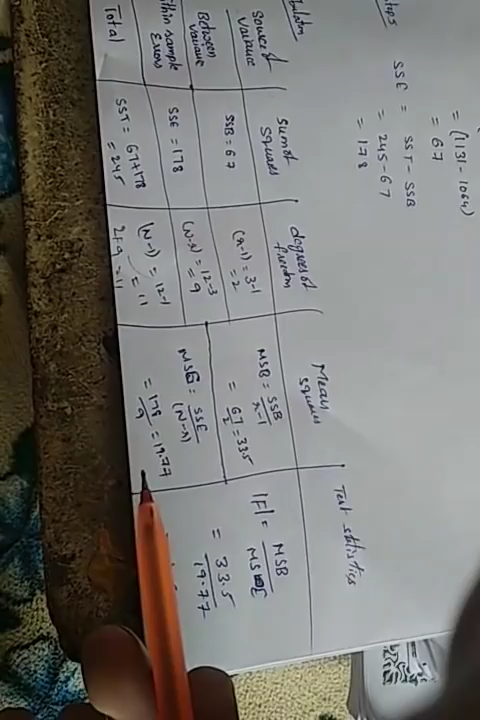 = (1131 - 1064)
= 67
SSE = SST - SSB
= 245 - 67
= 178
Source of variance
sum of squares
degrees of freedom
Mean squares
Test statistics
Between variance
SSB = 67
(r-1) = 3-1
= 2
MSB = SSB / r-1
= 67/2 = 33.5
|F| = MSB / MSE
= 33.5 / 19.77
within sample Errors
SSE = 178
(N-r) = 12-3
= 9
MSE = SSE / (N-r)
= 178/9 = 19.77
Total
SST = 67+178
= 245
(N-1) = 12-1
= 11
2+9 = 11